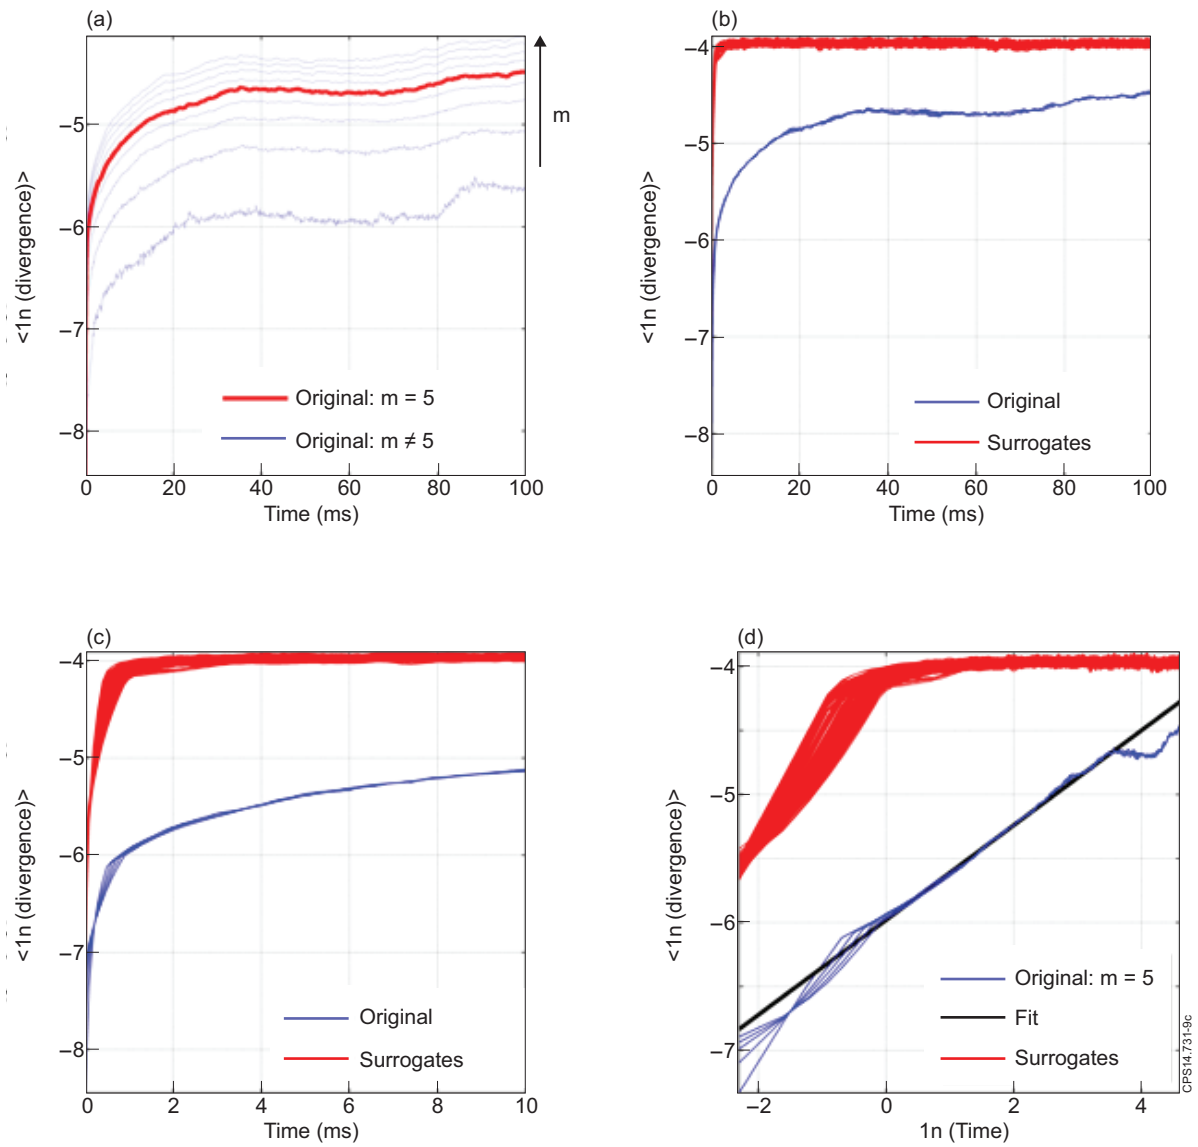 (a)
−5
−6
−7
−8
<1n (divergence)>
m
Original: m = 5
Original: m ≠ 5
0 20 40 60 80 100
Time (ms)
(b)
−4
−5
−6
−7
−8
<1n (divergence)>
Original
Surrogates
0 20 40 60 80 100
Time (ms)
(c)
−4
−5
−6
−7
−8
<1n (divergence)>
Original
Surrogates
0 2 4 6 8 10
Time (ms)
(d)
−4
−5
−6
−7
<1n (divergence)>
Original: m = 5
Fit
Surrogates
−2 0 2 4
1n (Time)
CPS14.731-9c